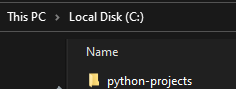 This PC > Local Disk (C:)
Name
python-projects